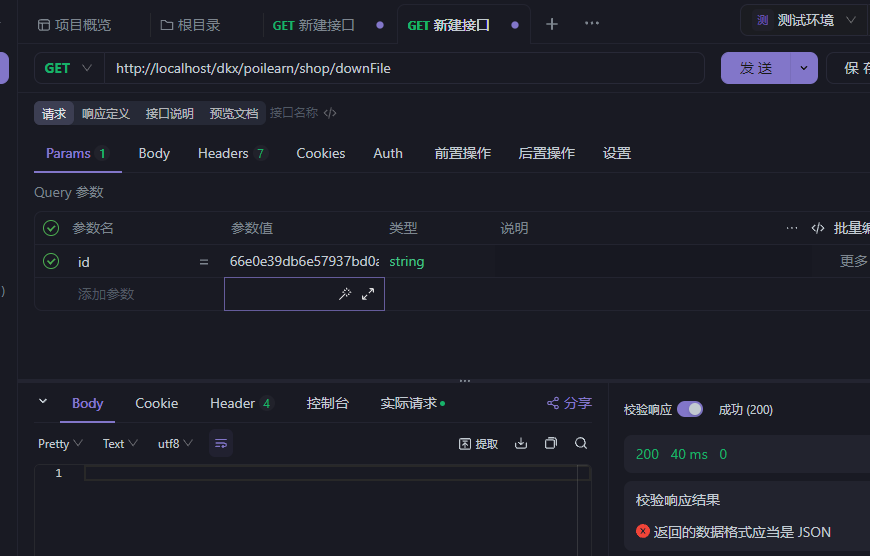 项目概览 根目录 GET 新建接口 GET 新建接口 测 测试环境
GET http://localhost/dkx/poilearn/shop/downFile 发 送
请求 响应定义 接口说明 预览文档 接口名称
Params 1 Body Headers 7 Cookies Auth 前置操作 后置操作 设置
Query 参数
参数名 参数值 类型 说明 批量编
id = 66e0e39db6e57937bd0a string 更多
添加参数
Body Cookie Header 4 控制台 实际请求 分享 校验响应 成功 (200)
Pretty Text utf8 提取
200 40 ms 0
1
校验响应结果
返回的数据格式应当是 JSON